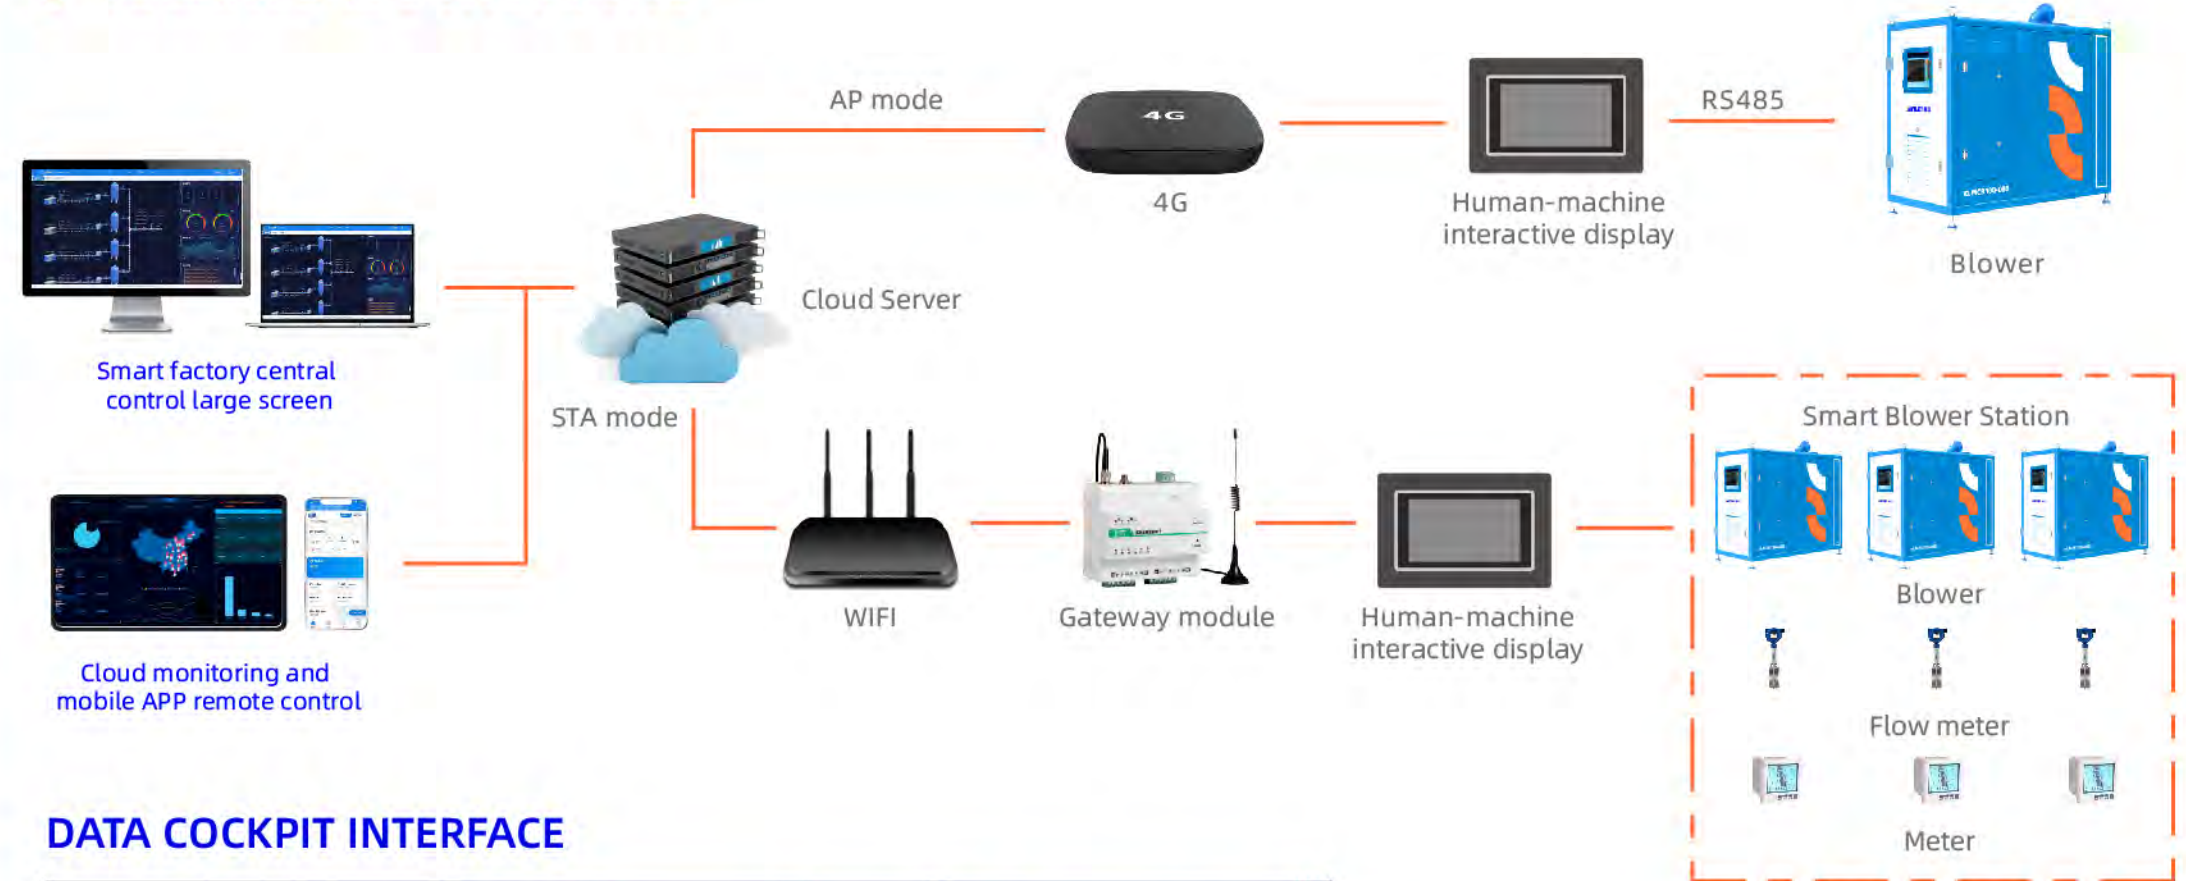 AP mode
4G
4G
Human-machine
interactive display
RS485
Blower
Cloud Server
Smart factory central
control large screen
STA mode
WIFI
Gateway module
Human-machine
interactive display
Smart Blower Station
Blower
Flow meter
Meter
Cloud monitoring and
mobile APP remote control
DATA COCKPIT INTERFACE